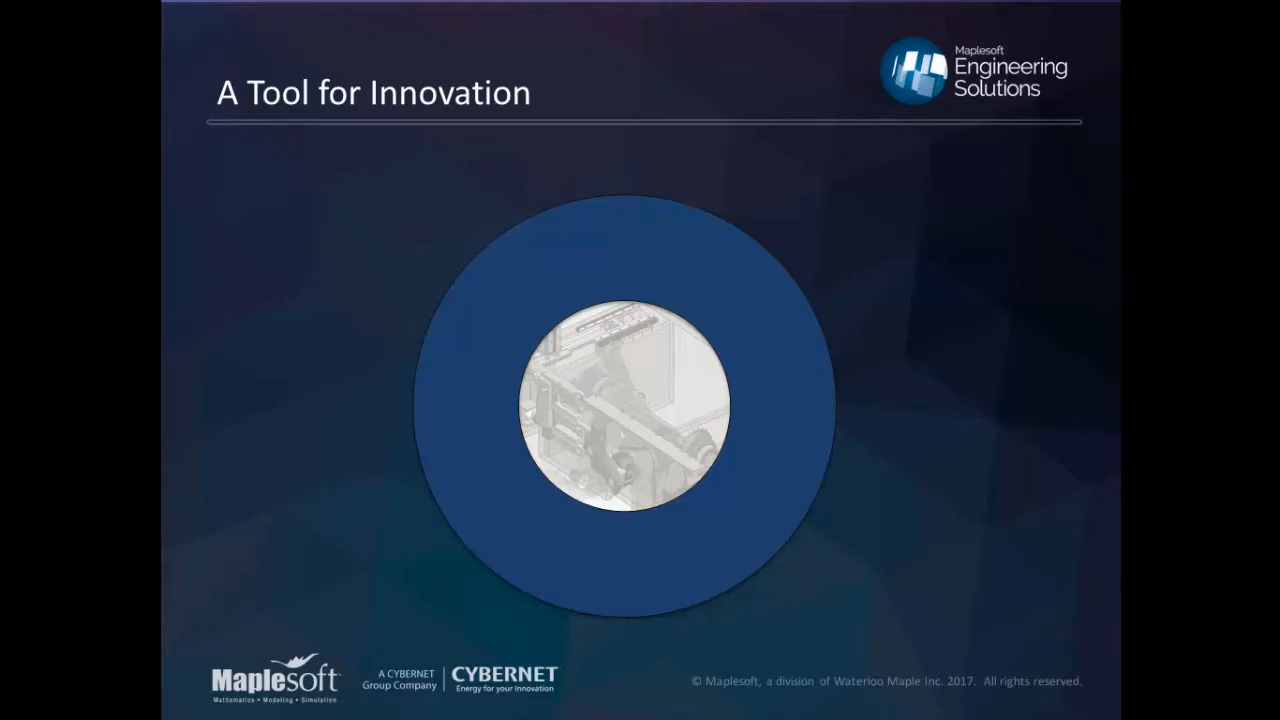 A Tool for Innovation
Maplesoft
Engineering
Solutions
Maplesoft
Mathematics • Modeling • Simulation
A CYBERNET
Group Company
CYBERNET
Energy for your Innovation
© Maplesoft, a division of Waterloo Maple Inc. 2017. All rights reserved.